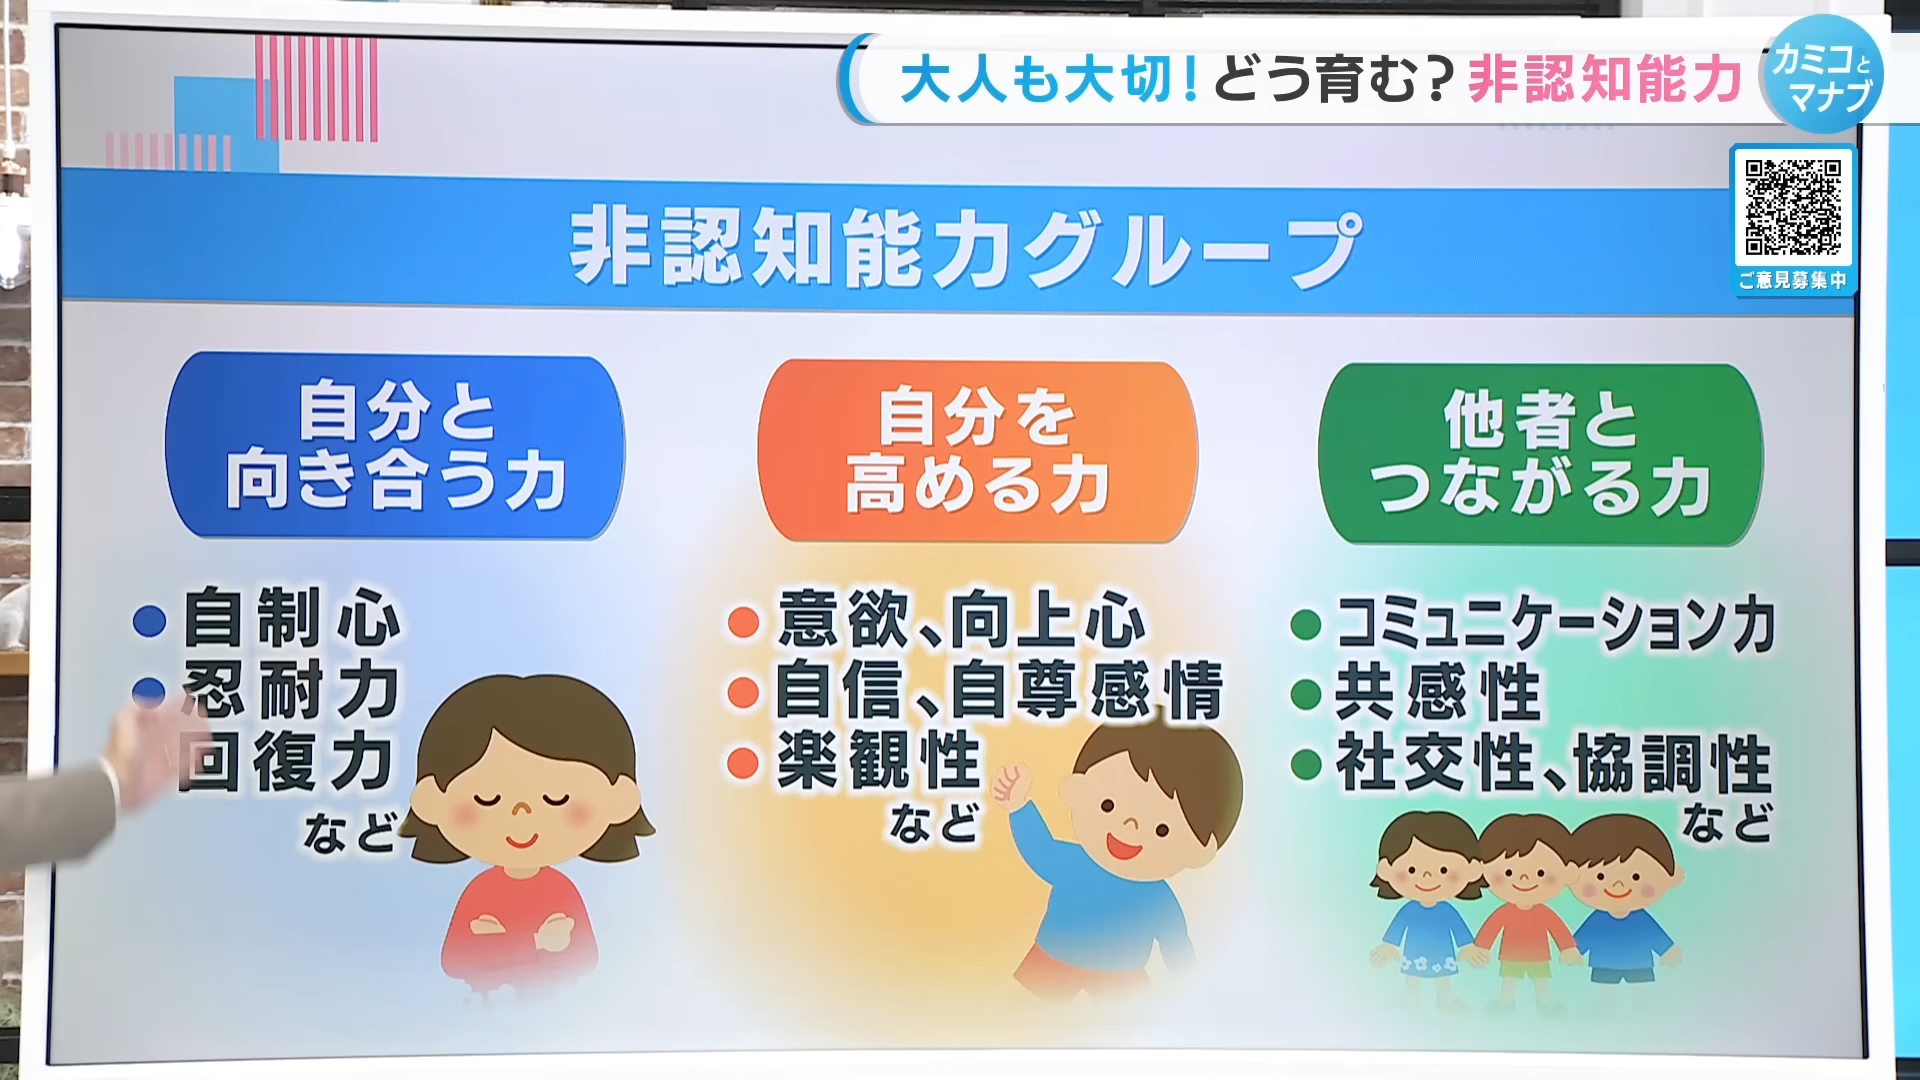 大人も大切!どう育む?非認知能力
カミコと
マナブ
ご意見募集中
非認知能力グループ
自分と
向き合う力
自制心
忍耐力
回復力
など
自分を
高める力
意欲、向上心
自信、自尊感情
楽観性
など
他者と
つながる力
コミュニケーション力
共感性
社交性、協調性
など